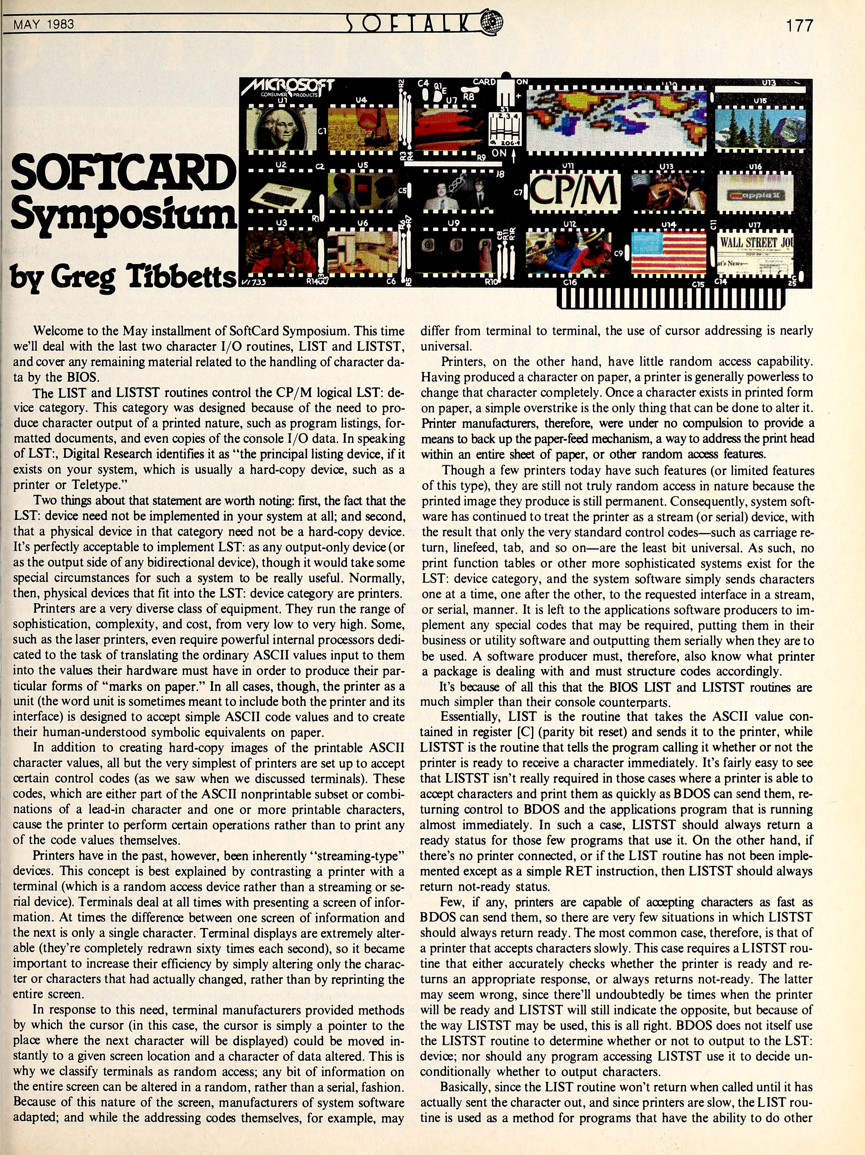 MAY 1983
SOFTALK
177
MICROSOFT
CONSUMER PRODUCTS
CARD
ON
U1
U4
R2
C4
Q1
E
R8
U7
U13
U15
C1
S1
1 2 3 4
R3
R4
ON
R9
U2
C2
U5
J8
U11
U13
U16
C5
C7
CP/M
apple II
R1
U3
U6
R6
R7
U9
U12
U14
C11
U17
C8
R11
C9
WALL STREET JOU
at's News—
V1733
C6
R5
R10
C16
C15
C14
25
SOFTCARD
Symposium
by Greg Tibbetts
Welcome to the May installment of SoftCard Symposium. This time
we'll deal with the last two character I/O routines, LIST and LISTST,
and cover any remaining material related to the handling of character da-
ta by the BIOS.
The LIST and LISTST routines control the CP/M logical LST: de-
vice category. This category was designed because of the need to pro-
duce character output of a printed nature, such as program listings, for-
matted documents, and even copies of the console I/O data. In speaking
of LST:, Digital Research identifies it as "the principal listing device, if it
exists on your system, which is usually a hard-copy device, such as a
printer or Teletype."
Two things about that statement are worth noting: first, the fact that the
LST: device need not be implemented in your system at all; and second,
that a physical device in that category need not be a hard-copy device.
It's perfectly acceptable to implement LST: as any output-only device (or
as the output side of any bidirectional device), though it would take some
special circumstances for such a system to be really useful. Normally,
then, physical devices that fit into the LST: device category are printers.
Printers are a very diverse class of equipment. They run the range of
sophistication, complexity, and cost, from very low to very high. Some,
such as the laser printers, even require powerful internal processors dedi-
cated to the task of translating the ordinary ASCII values input to them
into the values their hardware must have in order to produce their par-
ticular forms of "marks on paper." In all cases, though, the printer as a
unit (the word unit is sometimes meant to include both the printer and its
interface) is designed to accept simple ASCII code values and to create
their human-understood symbolic equivalents on paper.
In addition to creating hard-copy images of the printable ASCII
character values, all but the very simplest of printers are set up to accept
certain control codes (as we saw when we discussed terminals). These
codes, which are either part of the ASCII nonprintable subset or combi-
nations of a lead-in character and one or more printable characters,
cause the printer to perform certain operations rather than to print any
of the code values themselves.
Printers have in the past, however, been inherently "streaming-type"
devices. This concept is best explained by contrasting a printer with a
terminal (which is a random access device rather than a streaming or se-
rial device). Terminals deal at all times with presenting a screen of infor-
mation. At times the difference between one screen of information and
the next is only a single character. Terminal displays are extremely alter-
able (they're completely redrawn sixty times each second), so it became
important to increase their efficiency by simply altering only the charac-
ter or characters that had actually changed, rather than by reprinting the
entire screen.
In response to this need, terminal manufacturers provided methods
by which the cursor (in this case, the cursor is simply a pointer to the
place where the next character will be displayed) could be moved in-
stantly to a given screen location and a character of data altered. This is
why we classify terminals as random access; any bit of information on
the entire screen can be altered in a random, rather than a serial, fashion.
Because of this nature of the screen, manufacturers of system software
adapted; and while the addressing codes themselves, for example, may
differ from terminal to terminal, the use of cursor addressing is nearly
universal.
Printers, on the other hand, have little random access capability.
Having produced a character on paper, a printer is generally powerless to
change that character completely. Once a character exists in printed form
on paper, a simple overstrike is the only thing that can be done to alter it.
Printer manufacturers, therefore, were under no compulsion to provide a
means to back up the paper-feed mechanism, a way to address the print head
within an entire sheet of paper, or other random access features.
Though a few printers today have such features (or limited features
of this type), they are still not truly random access in nature because the
printed image they produce is still permanent. Consequently, system soft-
ware has continued to treat the printer as a stream (or serial) device, with
the result that only the very standard control codes—such as carriage re-
turn, linefeed, tab, and so on—are the least bit universal. As such, no
print function tables or other more sophisticated systems exist for the
LST: device category, and the system software simply sends characters
one at a time, one after the other, to the requested interface in a stream,
or serial, manner. It is left to the applications software producers to im-
plement any special codes that may be required, putting them in their
business or utility software and outputting them serially when they are to
be used. A software producer must, therefore, also know what printer
a package is dealing with and must structure codes accordingly.
It's because of all this that the BIOS LIST and LISTST routines are
much simpler than their console counterparts.
Essentially, LIST is the routine that takes the ASCII value con-
tained in register [C] (parity bit reset) and sends it to the printer, while
LISTST is the routine that tells the program calling it whether or not the
printer is ready to receive a character immediately. It's fairly easy to see
that LISTST isn't really required in those cases where a printer is able to
accept characters and print them as quickly as BDOS can send them, re-
turning control to BDOS and the applications program that is running
almost immediately. In such a case, LISTST should always return a
ready status for those few programs that use it. On the other hand, if
there's no printer connected, or if the LIST routine has not been imple-
mented except as a simple RET instruction, then LISTST should always
return not-ready status.
Few, if any, printers are capable of accepting characters as fast as
BDOS can send them, so there are very few situations in which LISTST
should always return ready. The most common case, therefore, is that of
a printer that accepts characters slowly. This case requires a LISTST rou-
tine that either accurately checks whether the printer is ready and re-
turns an appropriate response, or always returns not-ready. The latter
may seem wrong, since there'll undoubtedly be times when the printer
will be ready and LISTST will still indicate the opposite, but because of
the way LISTST may be used, this is all right. BDOS does not itself use
the LISTST routine to determine whether or not to output to the LST:
device; nor should any program accessing LISTST use it to decide un-
conditionally whether to output characters.
Basically, since the LIST routine won't return when called until it has
actually sent the character out, and since printers are slow, the LIST rou-
tine is used as a method for programs that have the ability to do other